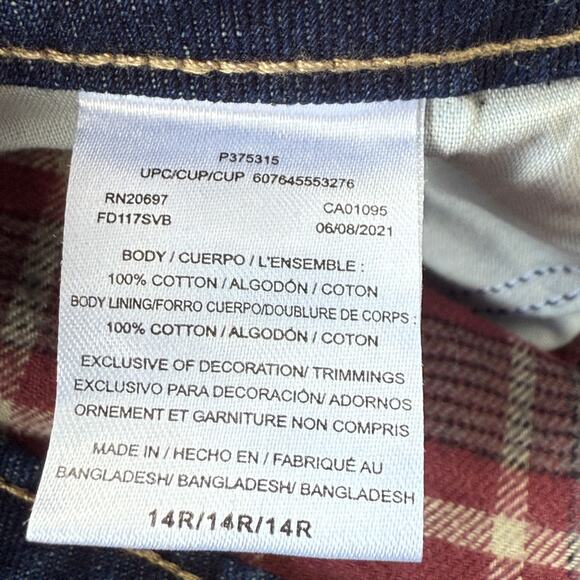 P375315
UPC/CUP/CUP 607645553276
RN20697 CA01095
FD117SVB 06/08/2021
BODY / CUERPO / L'ENSEMBLE :
100% COTTON / ALGODÓN / COTON
BODY LINING/FORRO CUERPO/DOUBLURE DE CORPS :
100% COTTON / ALGODÓN / COTON
EXCLUSIVE OF DECORATION/ TRIMMINGS
EXCLUSIVO PARA DECORACIÓN/ ADORNOS
ORNEMENT ET GARNITURE NON COMPRIS
MADE IN / HECHO EN / FABRIQUÉ AU
BANGLADESH/ BANGLADESH/ BANGLADESH
14R/14R/14R